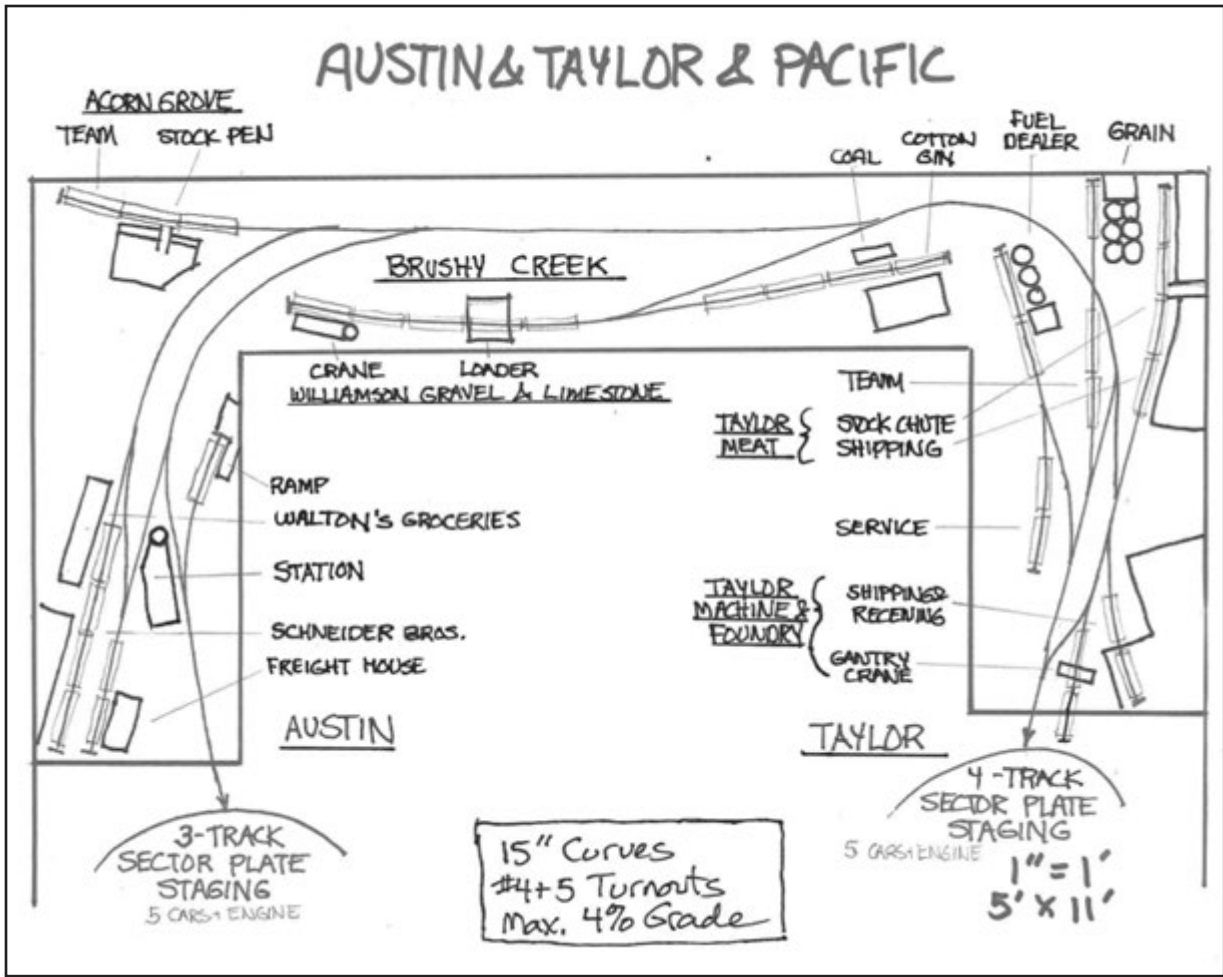 AUSTIN & TAYLOR & PACIFIC
ACORN GROVE
TEAM
STOCK PEN
COAL
COTTON
GIN
FUEL
DEALER
GRAIN
BRUSHY CREEK
CRANE
LOADER
WILLIAMSON GRAVEL & LIMESTONE
RAMP
WALTON'S GROCERIES
STATION
SCHNEIDER BROS.
FREIGHT HOUSE
AUSTIN
TEAM
TAYLOR
MEAT
STOCK CHUTE
SHIPPING
SERVICE
TAYLOR
MACHINE &
FOUNDRY
SHIPPING &
RECENING
GANTRY
CRANE
TAYLOR
3-TRACK
SECTOR PLATE
STAGING
5 CARS + ENGINE
15" Curves
#4+5 Turnouts
Max. 4% Grade
4-TRACK
SECTOR PLATE
STAGING
5 CARS + ENGINE
1" = 1'
5' X 11'